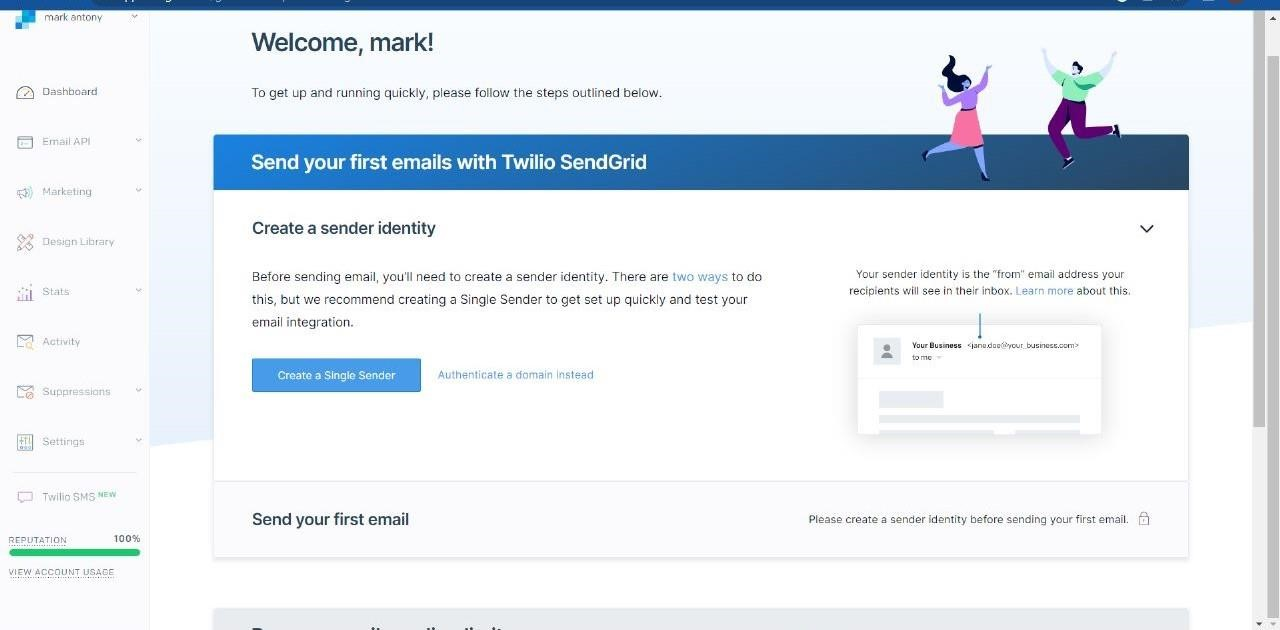 mark antony
Dashboard
Email API
Marketing
Design Library
Stats
Activity
Suppressions
Settings
Twilio SMS NEW
REPUTATION 100%
VIEW ACCOUNT USAGE
Welcome, mark!
To get up and running quickly, please follow the steps outlined below.
Send your first emails with Twilio SendGrid
Create a sender identity
Before sending email, you'll need to create a sender identity. There are two ways to do
this, but we recommend creating a Single Sender to get set up quickly and test your
email integration.
Create a Single Sender
Authenticate a domain instead
Your sender identity is the "from" email address your
recipients will see in their inbox. Learn more about this.
Your Business <jane.doe@your_business.com>
to me
Send your first email
Please create a sender identity before sending your first email.